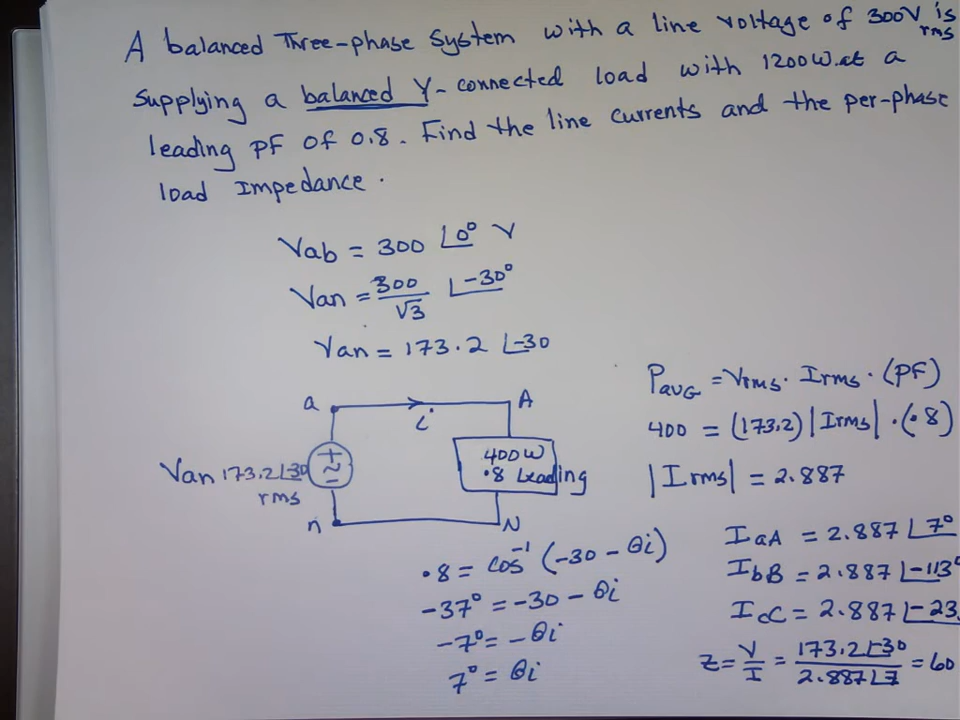 A balanced Three-phase System with a line voltage of 300V rms is
Supplying a balanced Y-connected load with 1200W at a
leading PF of 0.8. Find the line currents and the per-phase
load Impedance.
Vab = 300 ∠0° V
Van = 300/√3 ∠-30°
Van = 173.2 ∠-30
a
i
A
Van 173.2∠-30
rms
+
~
-
400W
.8 Leading
n
N
.8 = cos⁻¹ (-30 - θi)
-37° = -30 - θi
-7° = -θi
7° = θi
PAVG = Vrms · Irms · (PF)
400 = (173.2) |Irms| · (.8)
|Irms| = 2.887
IaA = 2.887 ∠7°
IbB = 2.887 ∠-113°
IcC = 2.887 ∠-23
Z = V/I = 173.2∠-30/2.887∠7 = 60